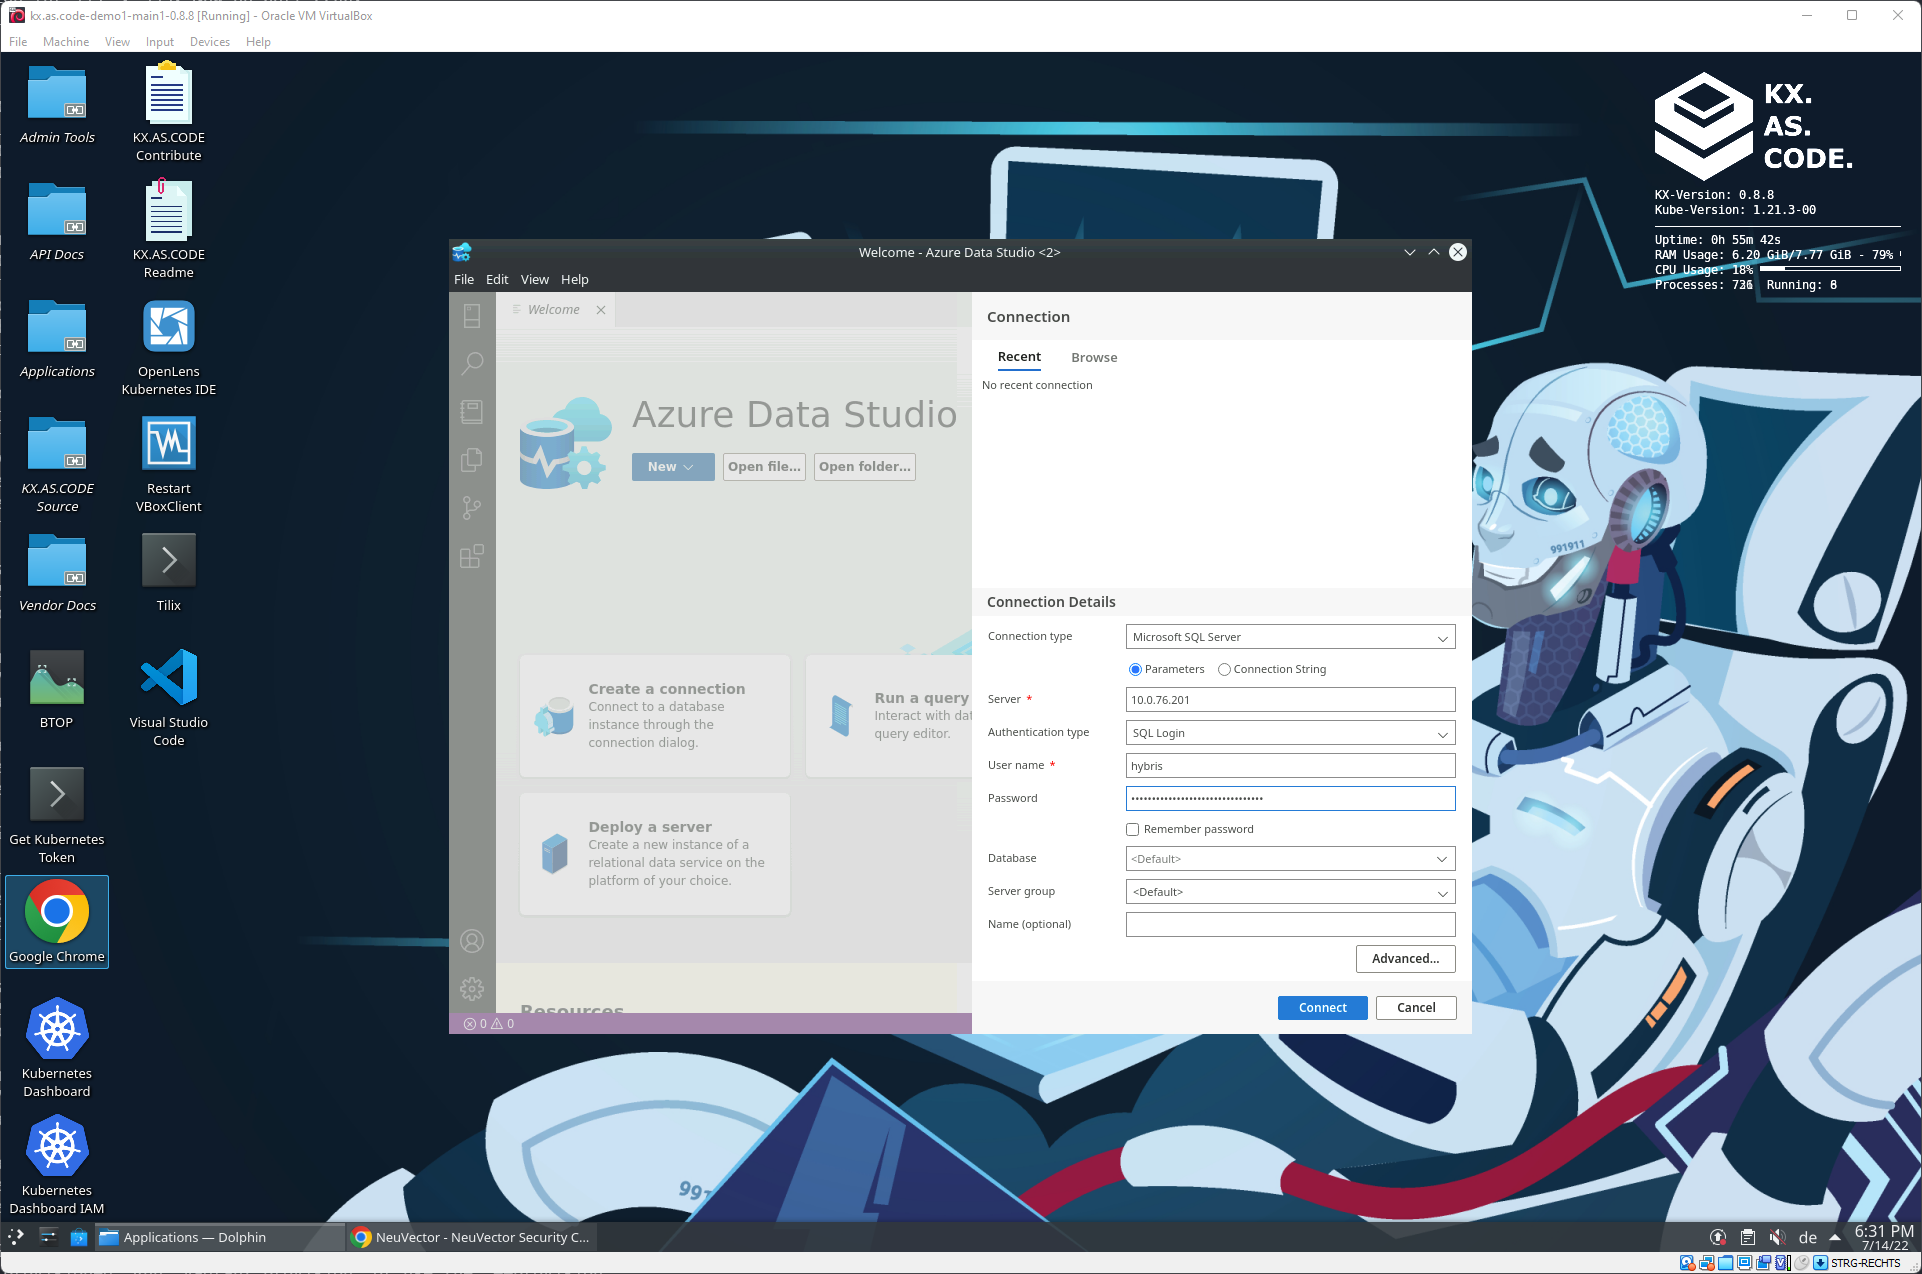 kx.as.code-demo1-main1-0.8.8 [Running] - Oracle VM VirtualBox
File Machine View Input Devices Help
Admin Tools
KX.AS.CODE
Contribute
API Docs
KX.AS.CODE
Readme
Applications
OpenLens
Kubernetes IDE
KX.AS.CODE
Source
Restart
VBoxClient
Vendor Docs
Tilix
BTOP
Visual Studio
Code
Get Kubernetes
Token
Google Chrome
Kubernetes
Dashboard
Kubernetes
Dashboard IAM
KX.
AS.
CODE.
KX-Version: 0.8.8
Kube-Version: 1.21.3-00
Uptime: 0h 55m 42s
RAM Usage: 6.20 GiB/7.77 GiB - 79%
CPU Usage: 18%
Processes: Running:
Welcome - Azure Data Studio <2>
File Edit View Help
Welcome
Azure Data Studio
New
Open file...
Open folder...
Create a connection
Connect to a database
instance through the
connection dialog.
Run a query
Interact with dat
query editor.
Deploy a server
Create a new instance of a
relational data service on the
platform of your choice.
Resources
0 0
Connection
Recent Browse
No recent connection
Connection Details
Connection type Microsoft SQL Server
Parameters Connection String
Server * 10.0.76.201
Authentication type SQL Login
User name * hybris
Password ••••••••••••••••••••••••••••••••
Remember password
Database <Default>
Server group <Default>
Name (optional)
Advanced...
Connect Cancel
991911
991
Applications — Dolphin
NeuVector - NeuVector Security C...
de
6:31 PM
7/14/22
STRG-RECHTS